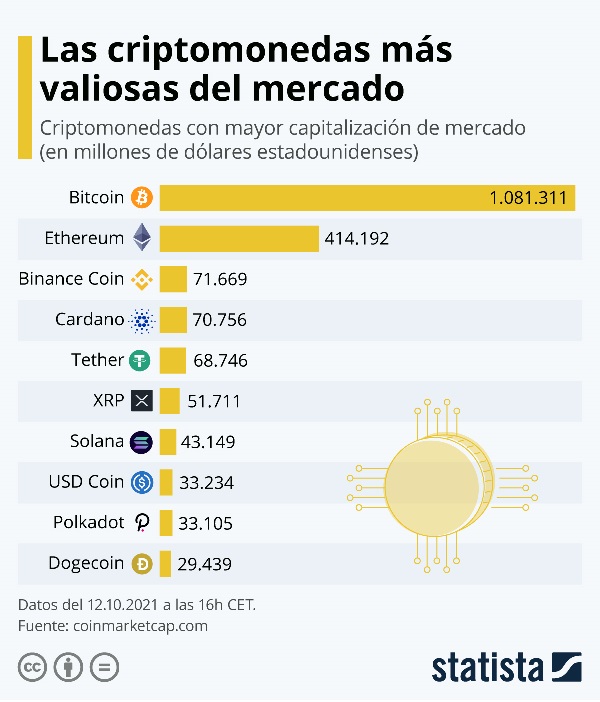 Las criptomonedas más
valiosas del mercado
Criptomonedas con mayor capitalización de mercado
(en millones de dólares estadounidenses)
Bitcoin 1.081.311
Ethereum 414.192
Binance Coin 71.669
Cardano 70.756
Tether 68.746
XRP 51.711
Solana 43.149
USD Coin 33.234
Polkadot 33.105
Dogecoin 29.439
Datos del 12.10.2021 a las 16h CET.
Fuente: coinmarketcap.com
cc
statista